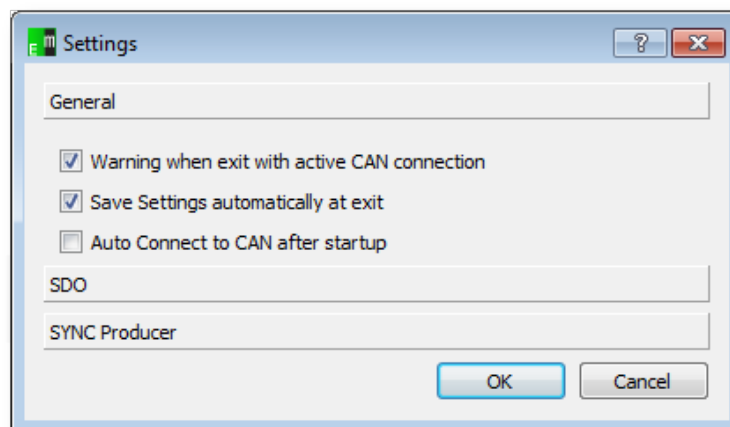 Em Settings
General
Warning when exit with active CAN connection
Save Settings automatically at exit
Auto Connect to CAN after startup
SDO
SYNC Producer
OK Cancel